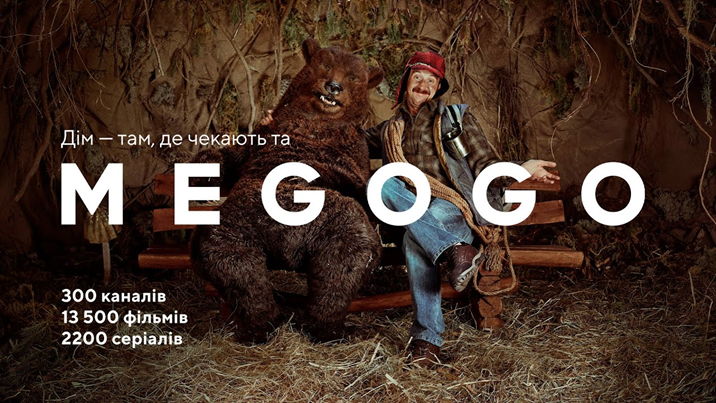 Дім — там, де чекають та
MEGOGO
300 каналів
13 500 фільмів
2200 серіалів